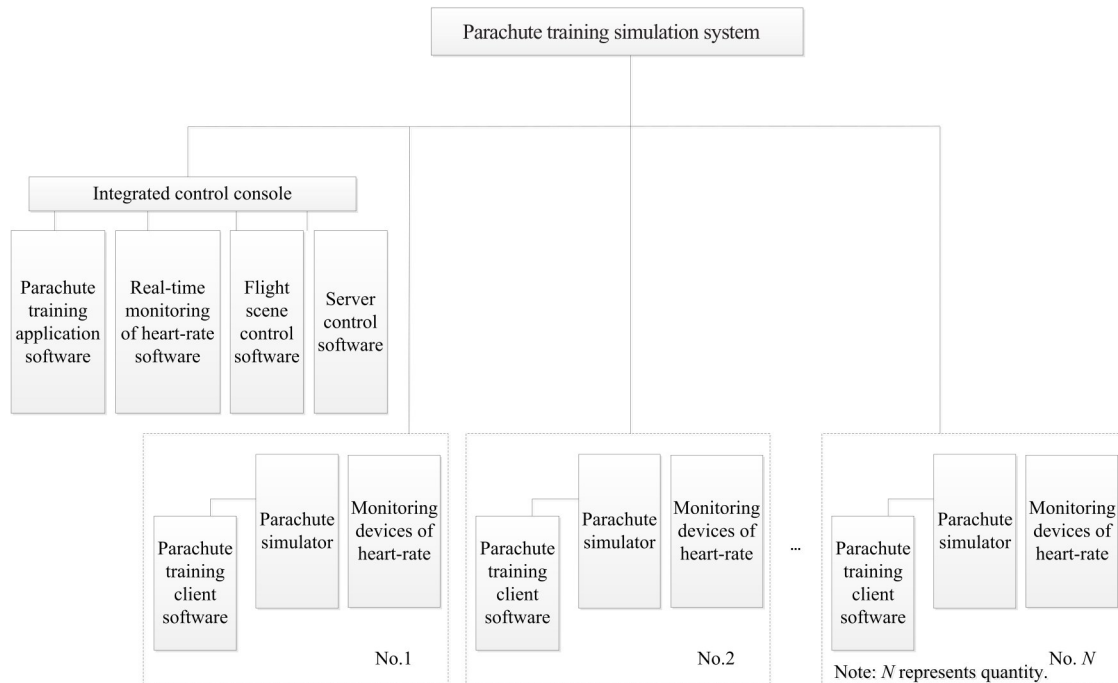 Parachute training simulation system
Integrated control console
Parachute
training
application
software
Real-time
monitoring
of heart-rate
software
Flight
scene
control
software
Server
control
software
Parachute
training
client
software
Parachute
simulator
Monitoring
devices of
heart-rate
No.1
Parachute
training
client
software
Parachute
simulator
Monitoring
devices of
heart-rate
No.2
...
Parachute
training
client
software
Parachute
simulator
Monitoring
devices of
heart-rate
No. N
Note: N represents quantity.